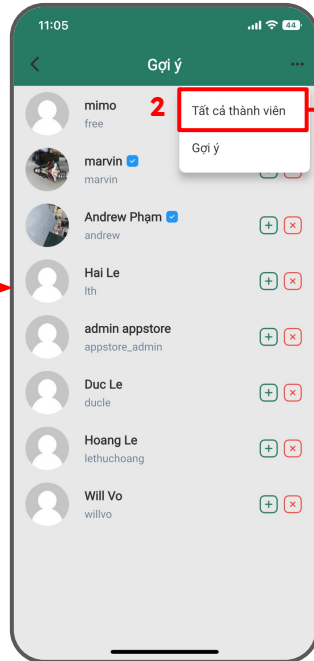 11:05
44
Gợi ý
mimo
free
2
Tất cả thành viên
Gợi ý
marvin
marvin
Andrew Phạm
andrew
Hai Le
lth
admin appstore
appstore_admin
Duc Le
ducle
Hoang Le
lethuchoang
Will Vo
willvo